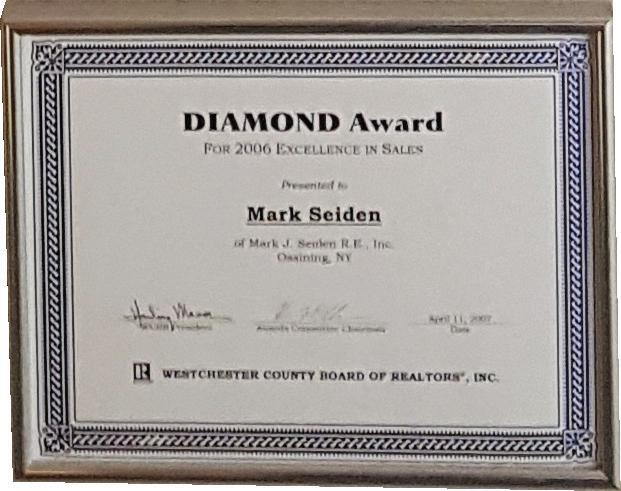 DIAMOND Award
FOR 2006 EXCELLENCE IN SALES
Presented to
Mark Seiden
of Mark J. Seiden R.E., Inc.
Ossining, NY
President
Awards Committee Chairman
April 11, 2007
Date
R WESTCHESTER COUNTY BOARD OF REALTORS®, INC.